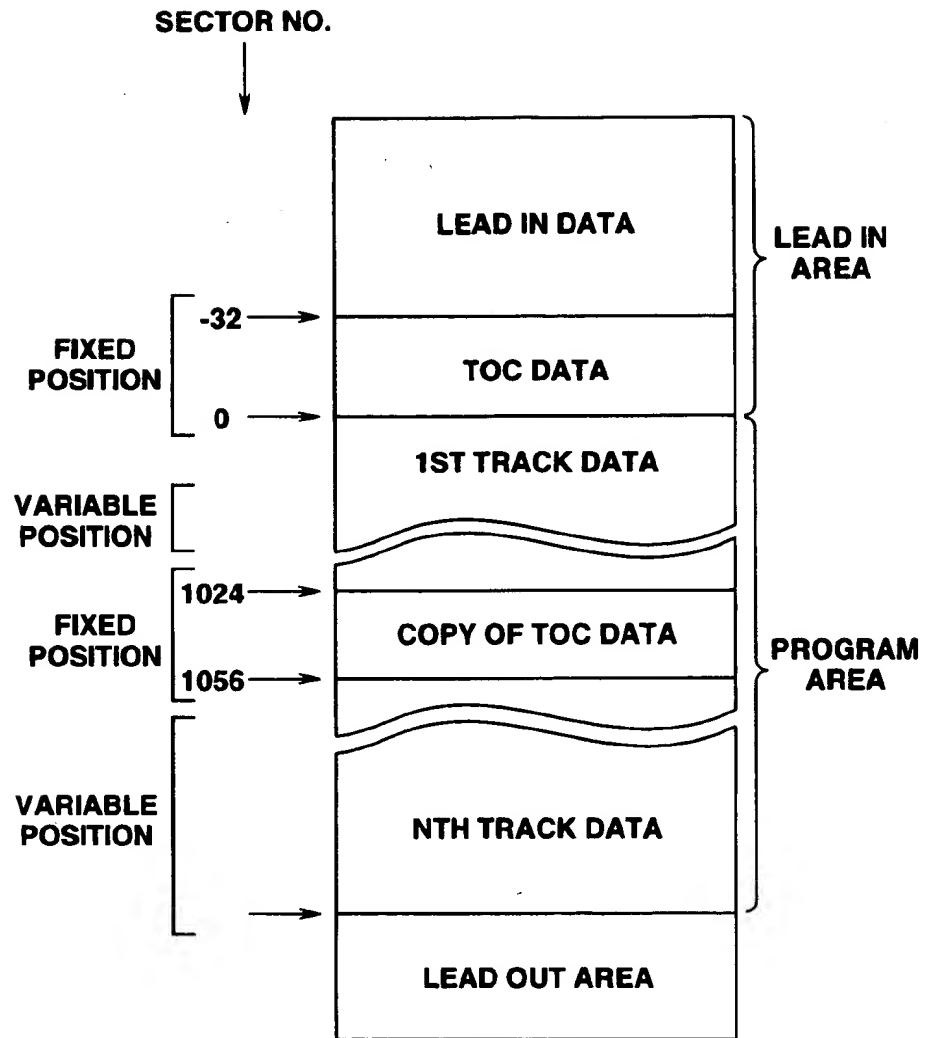 SECTOR NO.
LEAD IN DATA
LEAD IN
AREA
-32
FIXED
POSITION
TOC DATA
0
1ST TRACK DATA
VARIABLE
POSITION
1024
FIXED
POSITION
COPY OF TOC DATA
1056
PROGRAM
AREA
VARIABLE
POSITION
NTH TRACK DATA
LEAD OUT AREA